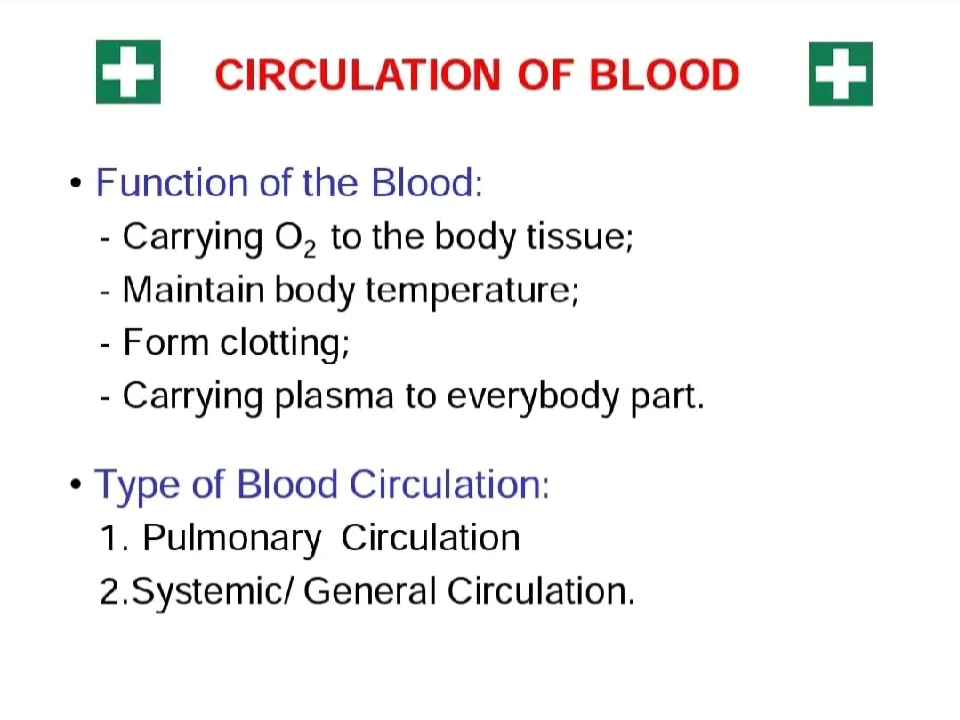 CIRCULATION OF BLOOD
• Function of the Blood:
- Carrying O₂ to the body tissue;
- Maintain body temperature;
- Form clotting;
- Carrying plasma to everybody part.
• Type of Blood Circulation:
1. Pulmonary Circulation
2.Systemic/ General Circulation.